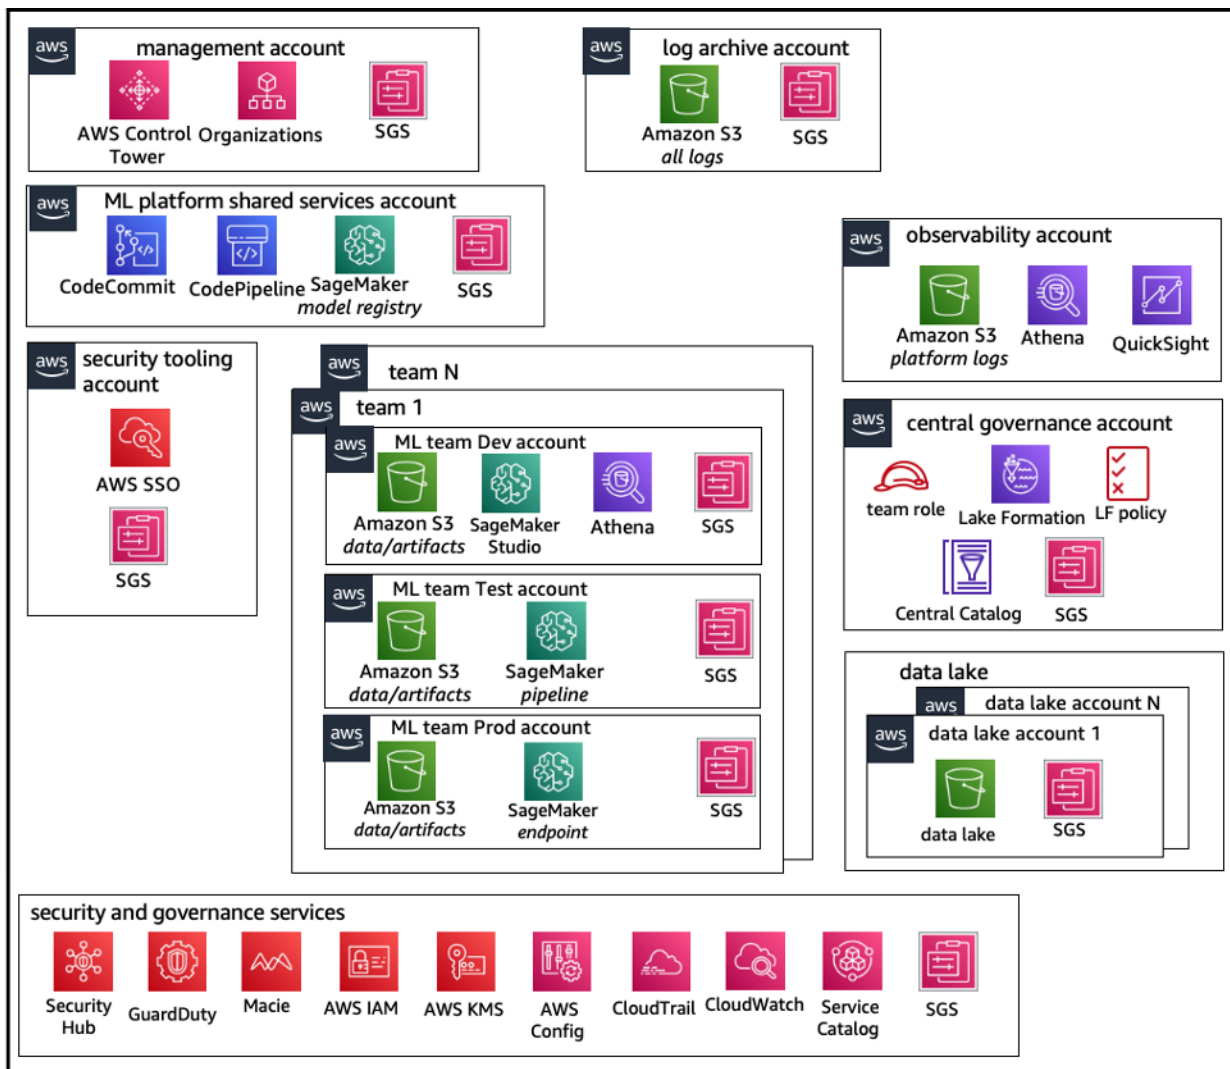 aws
management account
AWS Control
Tower
Organizations
SGS
aws
log archive account
Amazon S3
all logs
SGS
aws
ML platform shared services account
CodeCommit
CodePipeline
SageMaker
model registry
SGS
aws
observability account
Amazon S3
platform logs
Athena
QuickSight
aws
security tooling
account
AWS SSO
SGS
aws
team N
aws
team 1
aws
ML team Dev account
Amazon S3
data/artifacts
SageMaker
Studio
Athena
SGS
aws
ML team Test account
Amazon S3
data/artifacts
SageMaker
pipeline
SGS
aws
ML team Prod account
Amazon S3
data/artifacts
SageMaker
endpoint
SGS
aws
central governance account
team role
Lake Formation
LF policy
Central Catalog
SGS
data lake
aws
data lake account N
aws
data lake account 1
data lake
SGS
security and governance services
Security
Hub
GuardDuty
Macie
AWS IAM
AWS KMS
AWS
Config
CloudTrail
CloudWatch
Service
Catalog
SGS